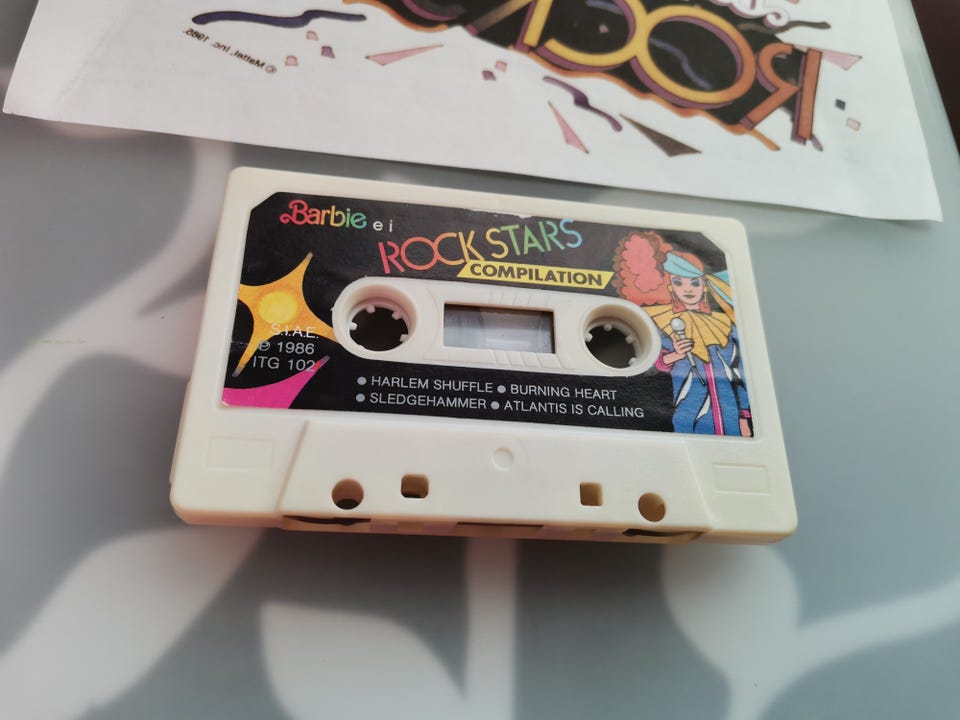 © Mattel, Inc. 1985.
ROCK
Barbie e i
ROCK STARS
COMPILATION
S.I.A.E.
℗ 1986
ITG 102
● HARLEM SHUFFLE ● BURNING HEART
● SLEDGEHAMMER ● ATLANTIS IS CALLING